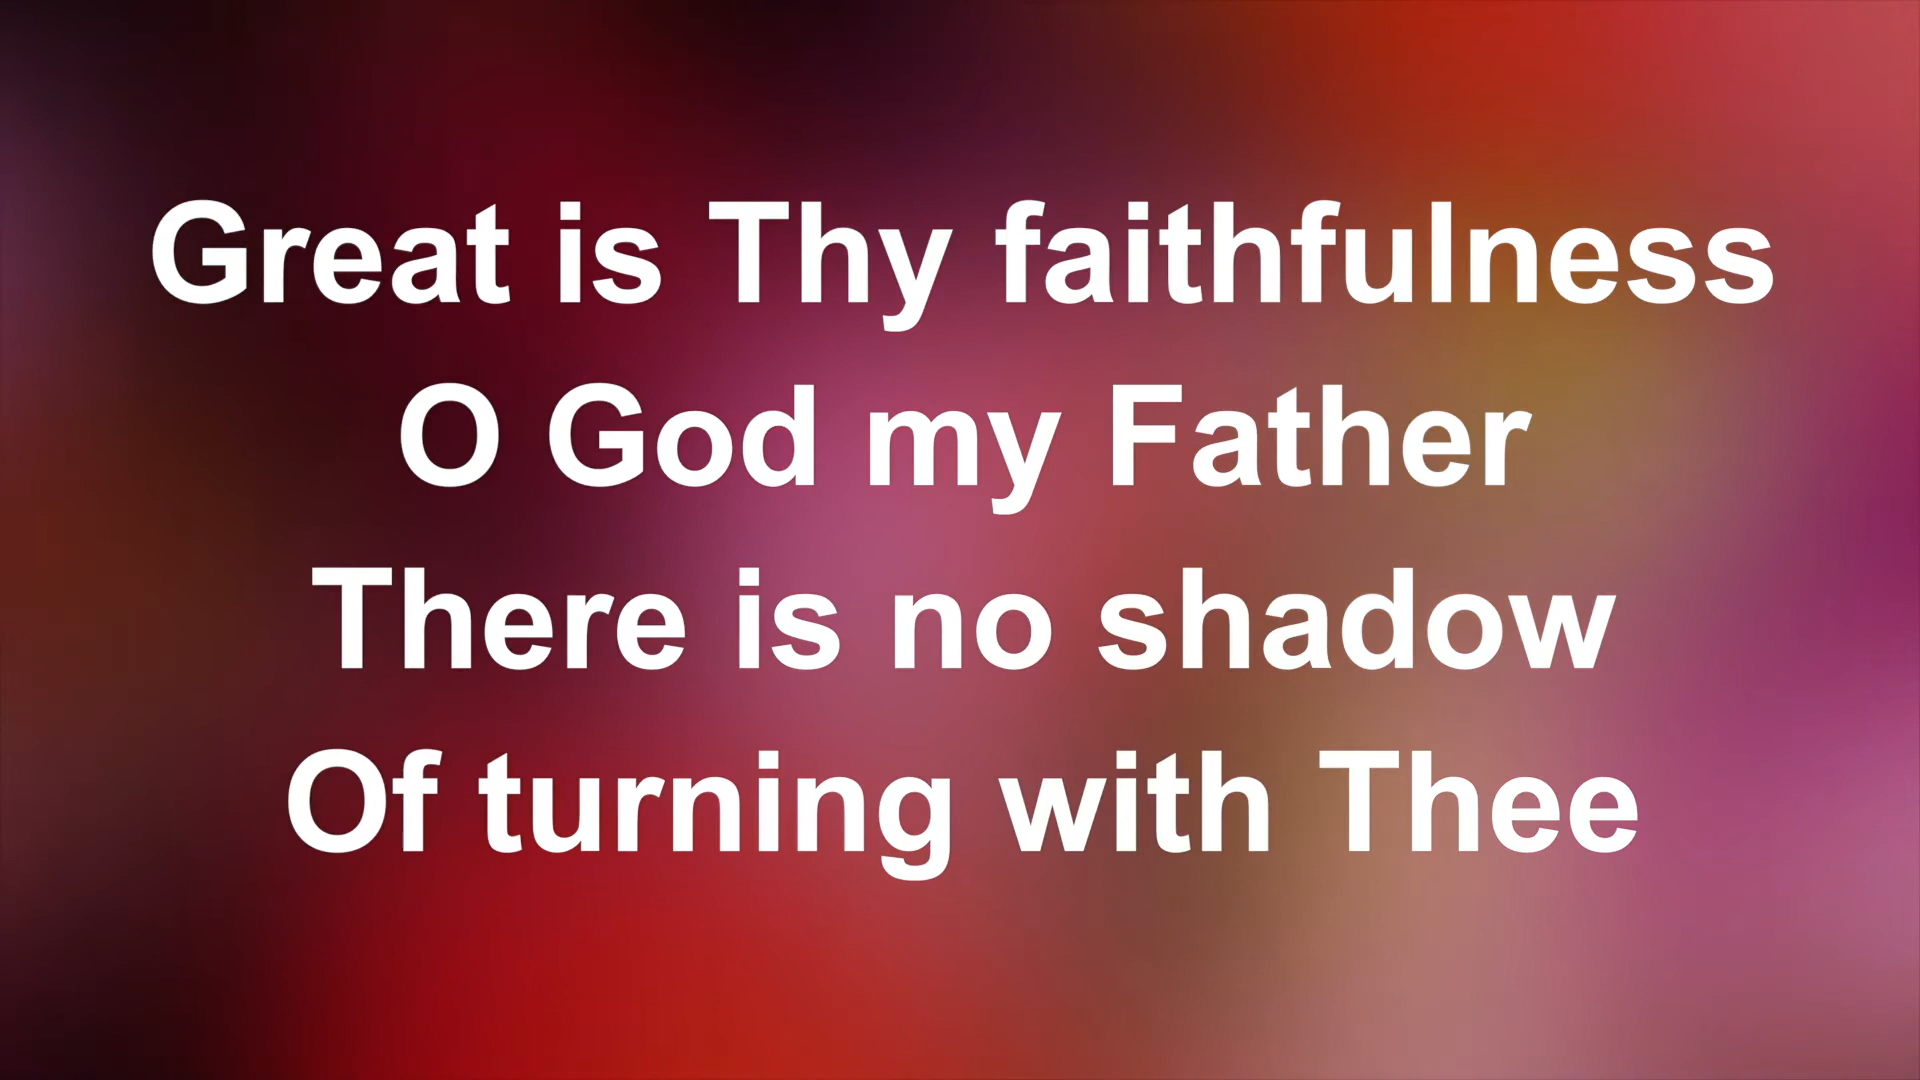 Great is Thy faithfulness
O God my Father
There is no shadow
Of turning with Thee